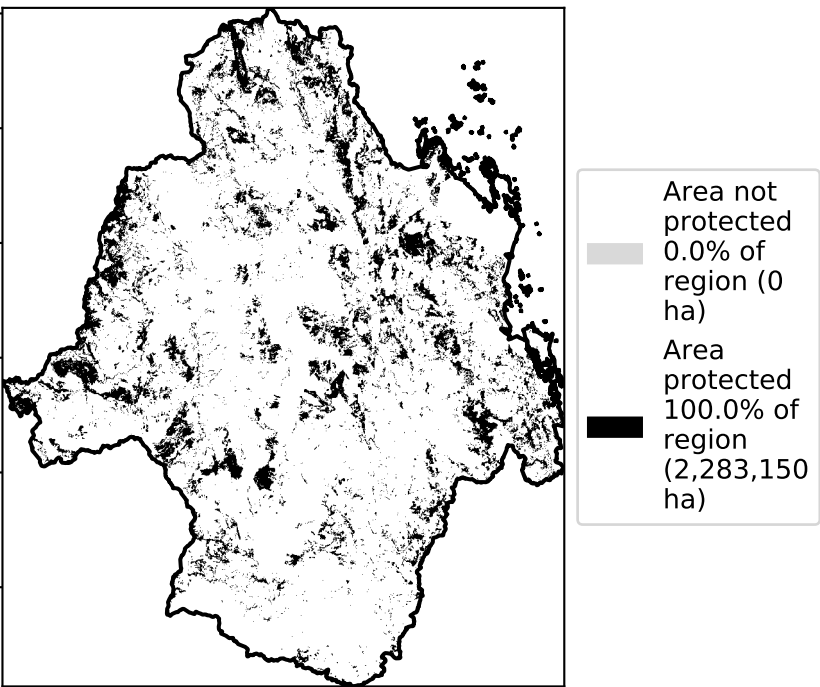 Area not
protected
0.0% of
region (0
ha)
Area
protected
100.0% of
region
(2,283,150
ha)